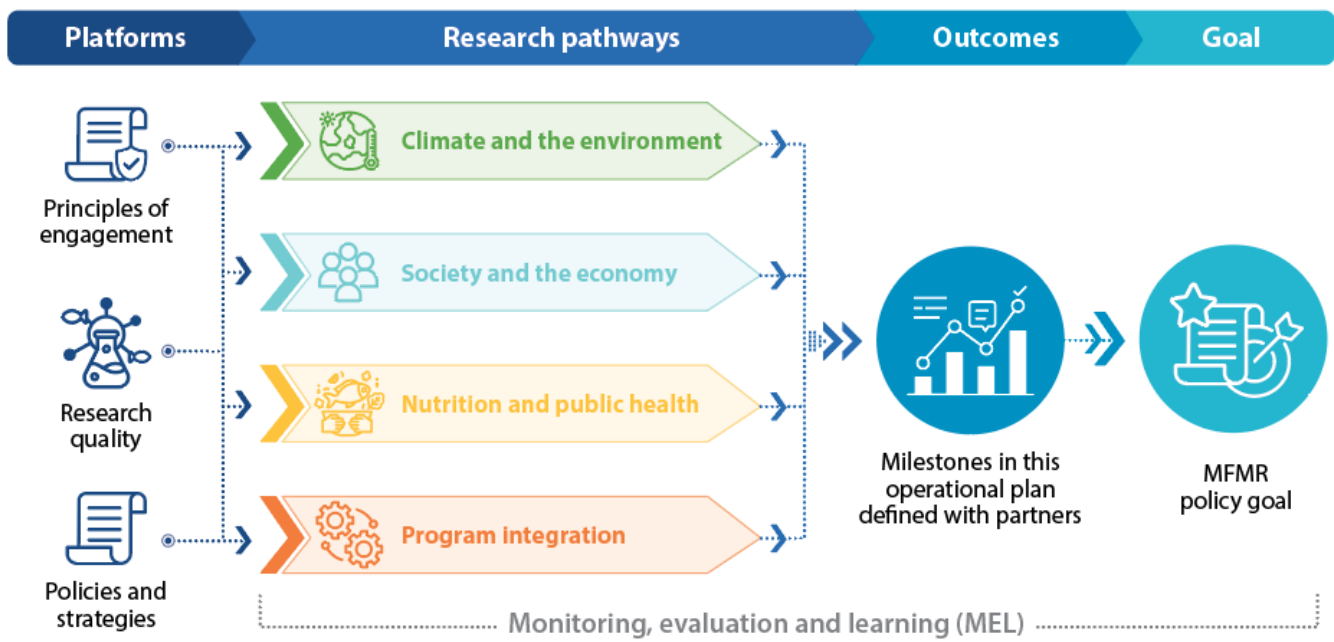 Platforms
Research pathways
Outcomes
Goal
Principles of
engagement
Research
quality
Policies and
strategies
Climate and the environment
Society and the economy
Nutrition and public health
Program integration
Milestones in this
operational plan
defined with partners
MFMR
policy goal
Monitoring, evaluation and learning (MEL)